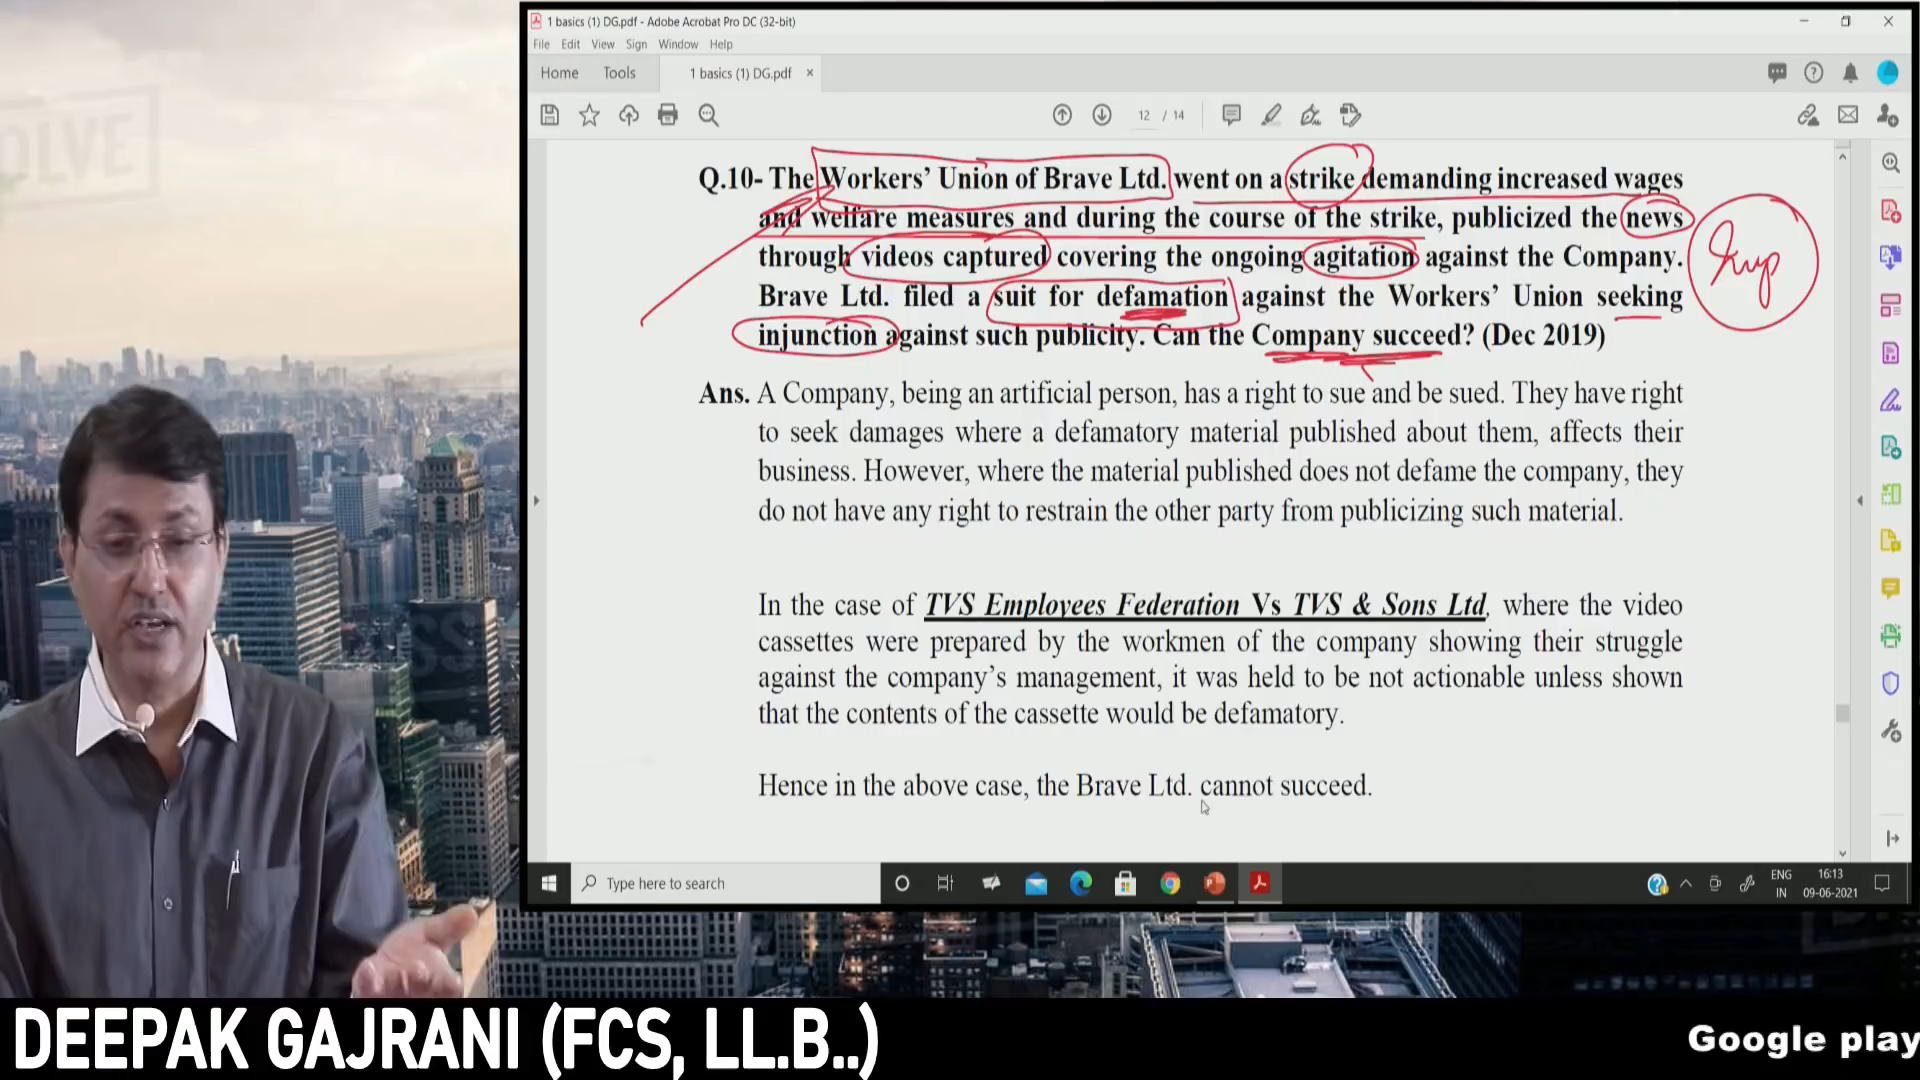 1 basics (1) DG.pdf - Adobe Acrobat Pro DC (32-bit)
File Edit View Sign Window Help
Home Tools 1 basics (1) DG.pdf ×
12 / 14
Q.10- The Workers' Union of Brave Ltd. went on a strike demanding increased wages
and welfare measures and during the course of the strike, publicized the news
through videos captured covering the ongoing agitation against the Company.
Brave Ltd. filed a suit for defamation against the Workers' Union seeking
injunction against such publicity. Can the Company succeed? (Dec 2019)
Ans. A Company, being an artificial person, has a right to sue and be sued. They have right
to seek damages where a defamatory material published about them, affects their
business. However, where the material published does not defame the company, they
do not have any right to restrain the other party from publicizing such material.
In the case of TVS Employees Federation Vs TVS & Sons Ltd, where the video
cassettes were prepared by the workmen of the company showing their struggle
against the company's management, it was held to be not actionable unless shown
that the contents of the cassette would be defamatory.
Hence in the above case, the Brave Ltd. cannot succeed.
Type here to search
ENG
IN
16:13
09-06-2021
DEEPAK GAJRANI (FCS, LL.B..)
Google play